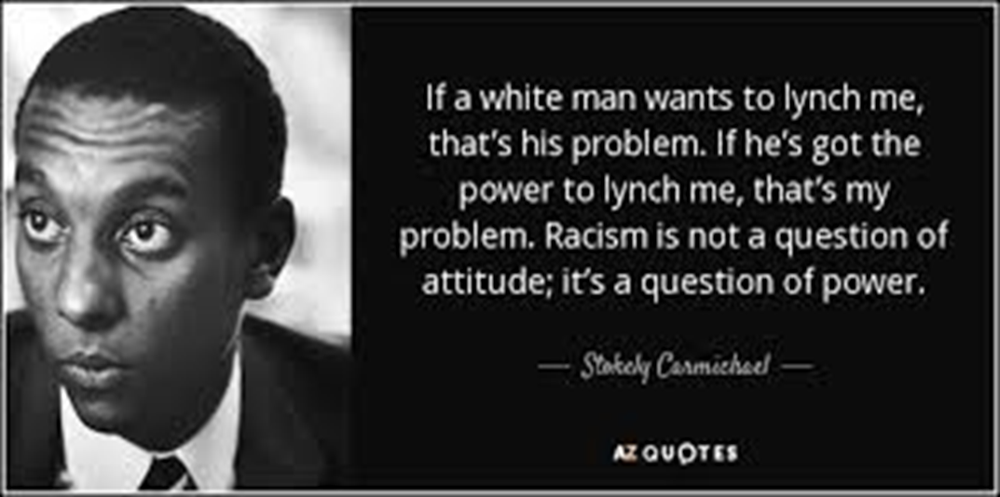 If a white man wants to lynch me,
that's his problem. If he's got the
power to lynch me, that's my
problem. Racism is not a question of
attitude; it's a question of power.
— Stokely Carmichael —
AZ QUOTES